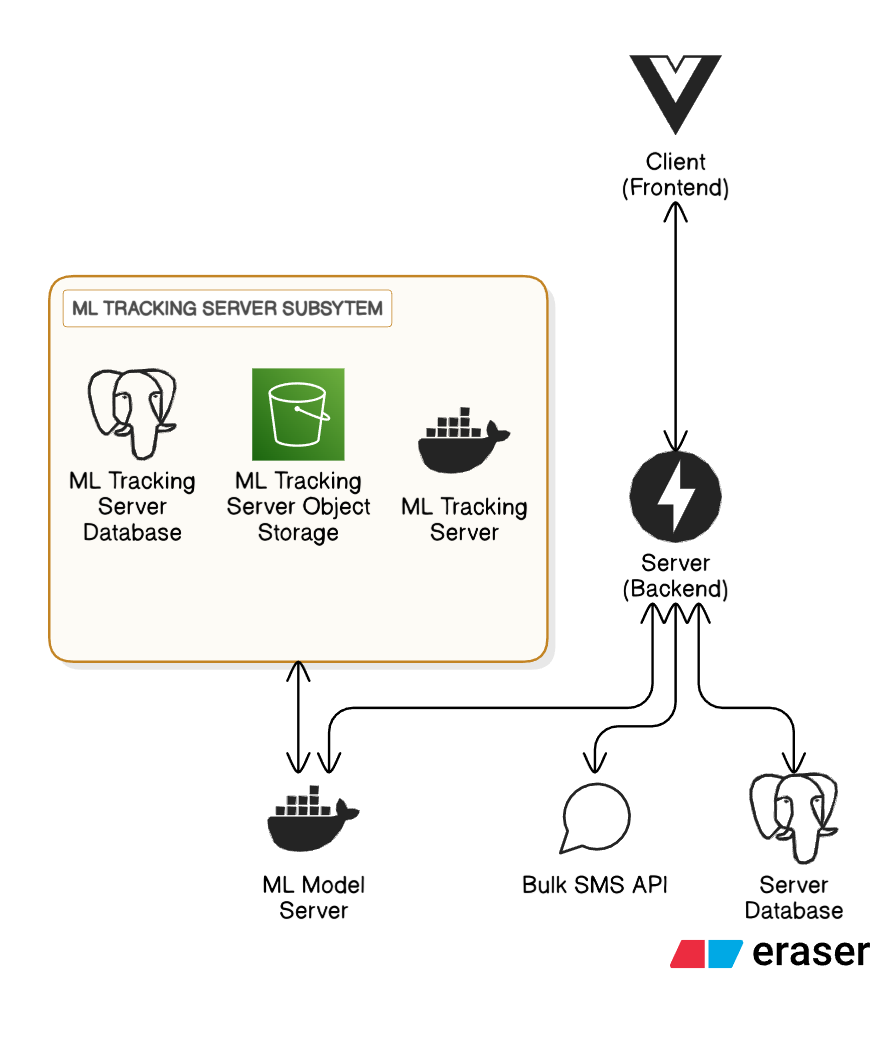 Client
(Frontend)
ML TRACKING SERVER SUBSYTEM
ML Tracking
Server
Database
ML Tracking
Server Object
Storage
ML Tracking
Server
Server
(Backend)
ML Model
Server
Bulk SMS API
Server
Database
eraser